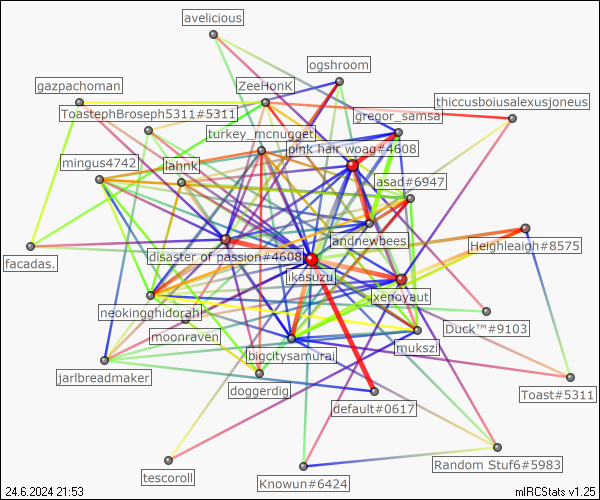 avelicious
ogshroom
gazpachoman
ZeeHonK
thiccusboiusalexusjoneus
ToastephBroseph5311#5311
gregor_samsa
turkey_mcnugget
pink hair woag#4608
mingus4742
lahnk
asad#6947
andnewbees
Heighleaigh#8575
disaster of passion#4608
facadas.
ikasuzu
xenoyaut
neokingghidorah
Duck™#9103
moonraven
mukszi
bigcitysamurai
jarlbreadmaker
doggerdig
Toast#5311
default#0617
Random Stuf6#5983
tescoroll
Knowun#6424
24.6.2024 21:53
mIRCStats v1.25